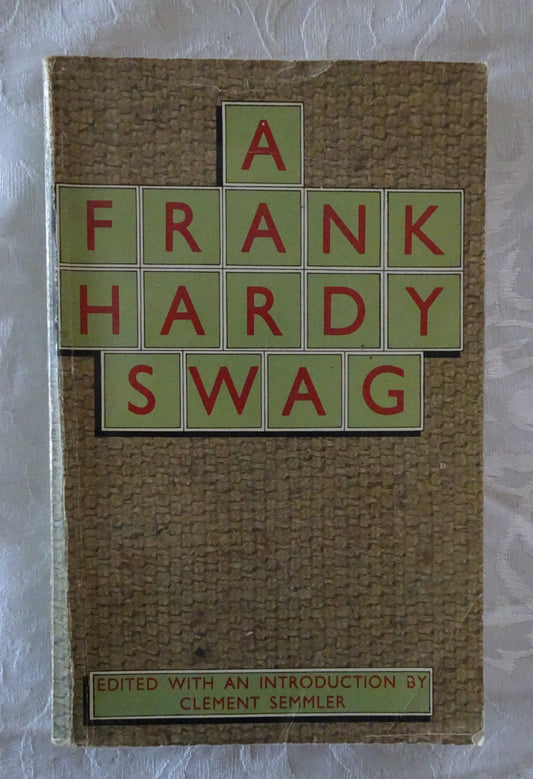 A
FRANK
HARDY
SWAG
EDITED WITH AN INTRODUCTION BY
CLEMENT SEMMLER